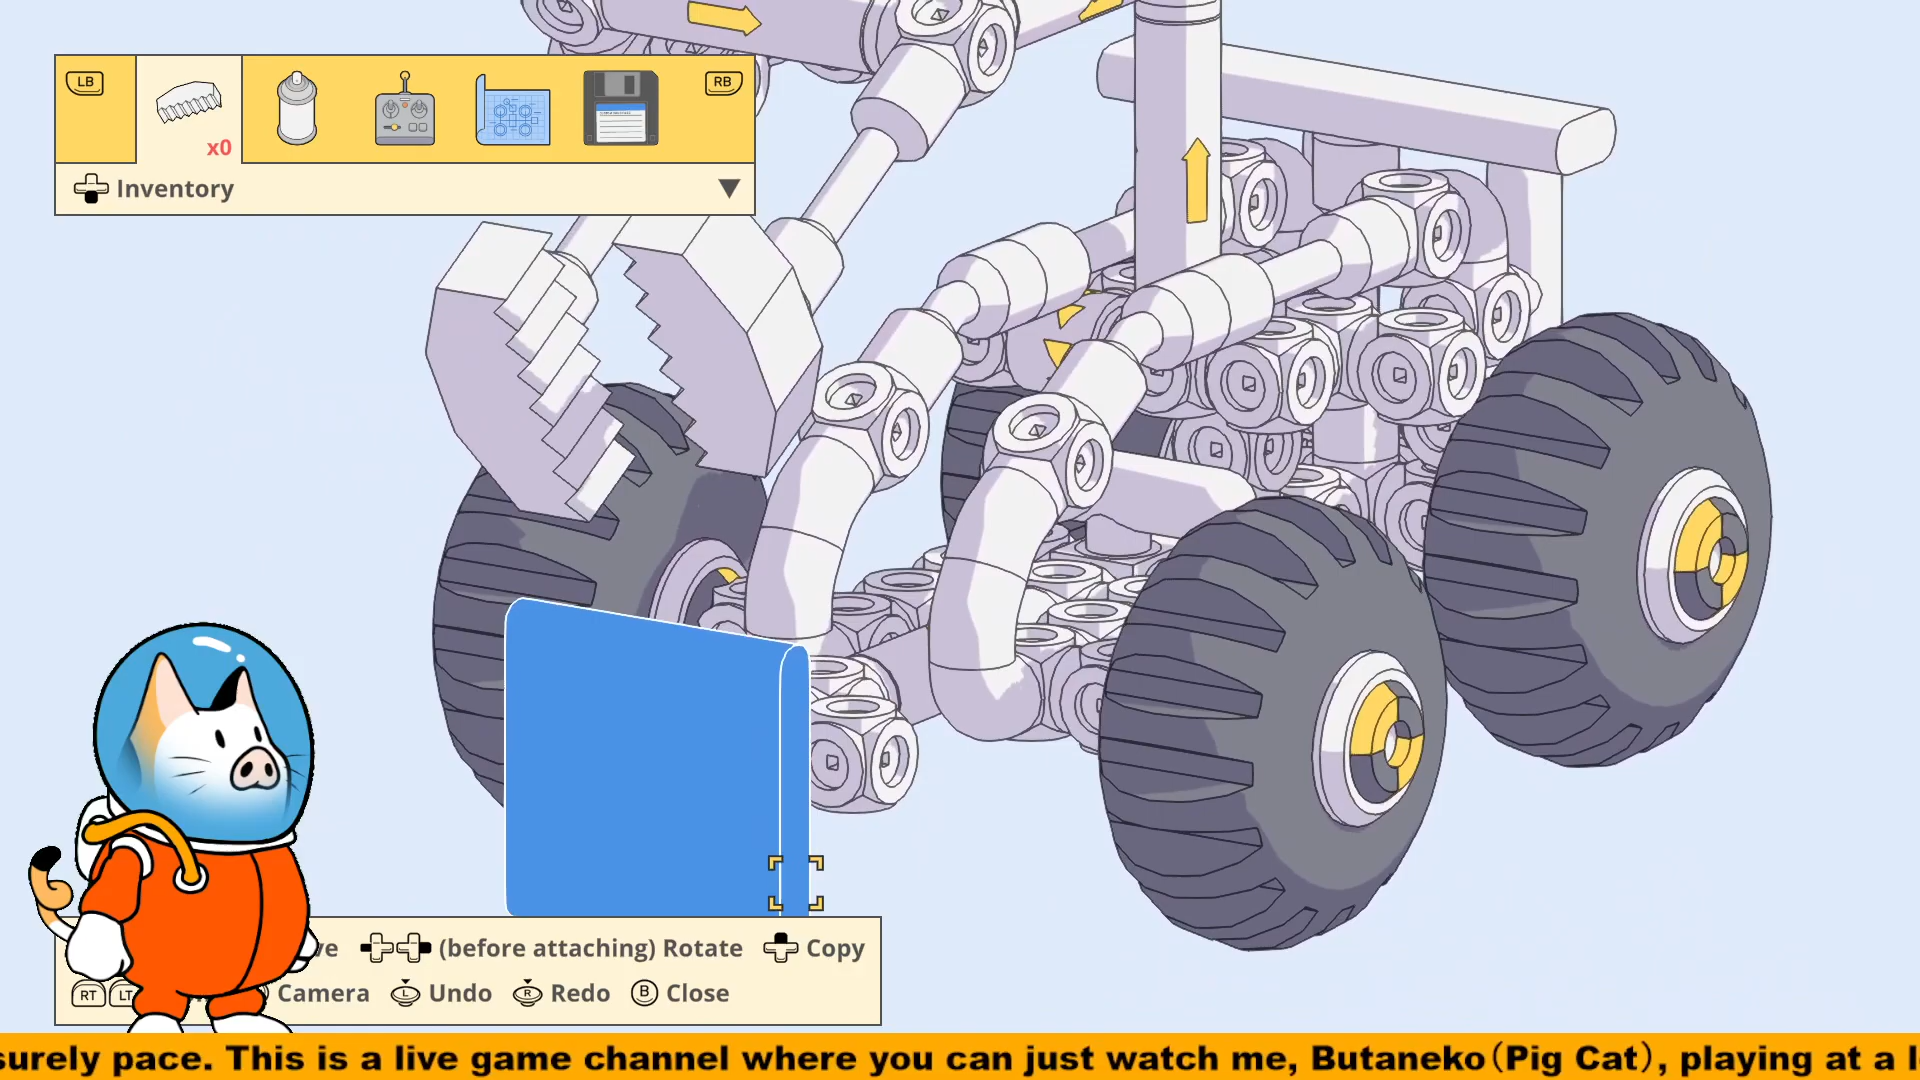 LB
RB
x0
Inventory
ve (before attaching) Rotate Copy
RT LT Camera Undo Redo B Close
surely pace. This is a live game channel where you can just watch me, Butaneko(Pig Cat), playing at a l